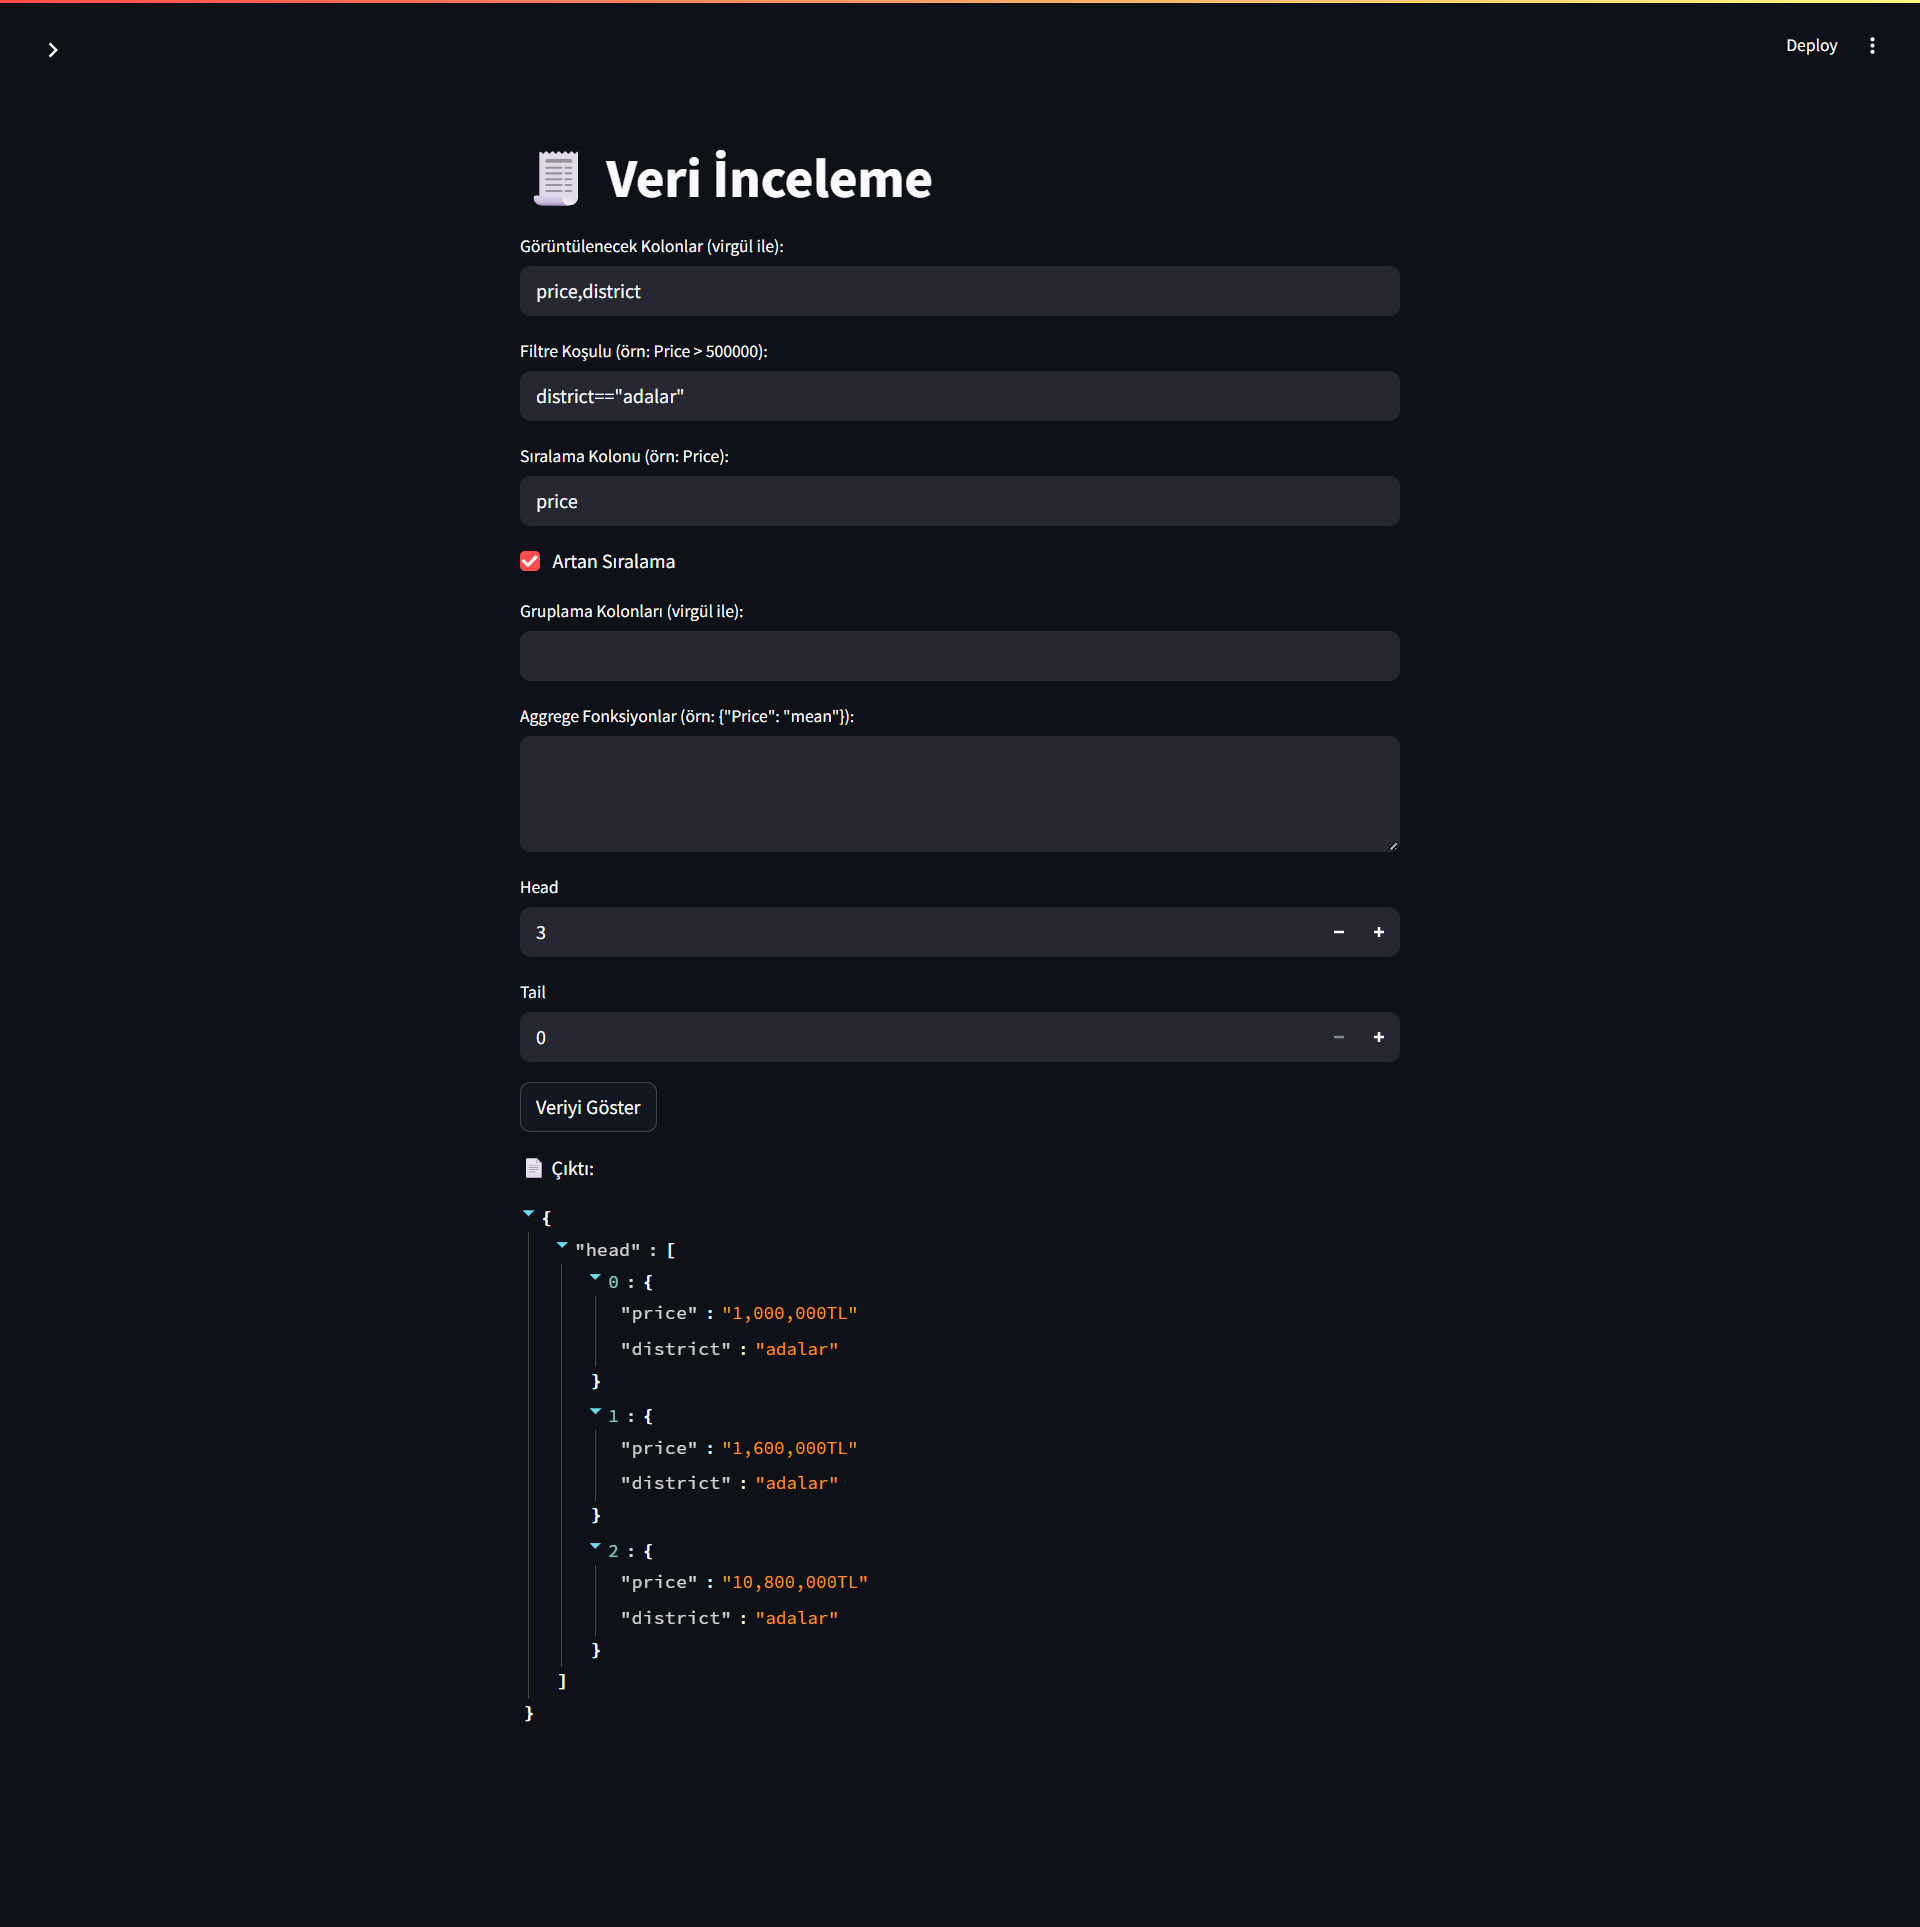 Deploy
Veri İnceleme
Görüntülenecek Kolonlar (virgül ile):
price,district
Filtre Koşulu (örn: Price > 500000):
district=="adalar"
Sıralama Kolonu (örn: Price):
price
Artan Sıralama
Gruplama Kolonları (virgül ile):
Aggrege Fonksiyonlar (örn: {"Price": "mean"}):
Head
3
Tail
0
Veriyi Göster
Çıktı:
{
"head" : [
0 : {
"price" : "1,000,000TL"
"district" : "adalar"
}
1 : {
"price" : "1,600,000TL"
"district" : "adalar"
}
2 : {
"price" : "10,800,000TL"
"district" : "adalar"
}
]
}